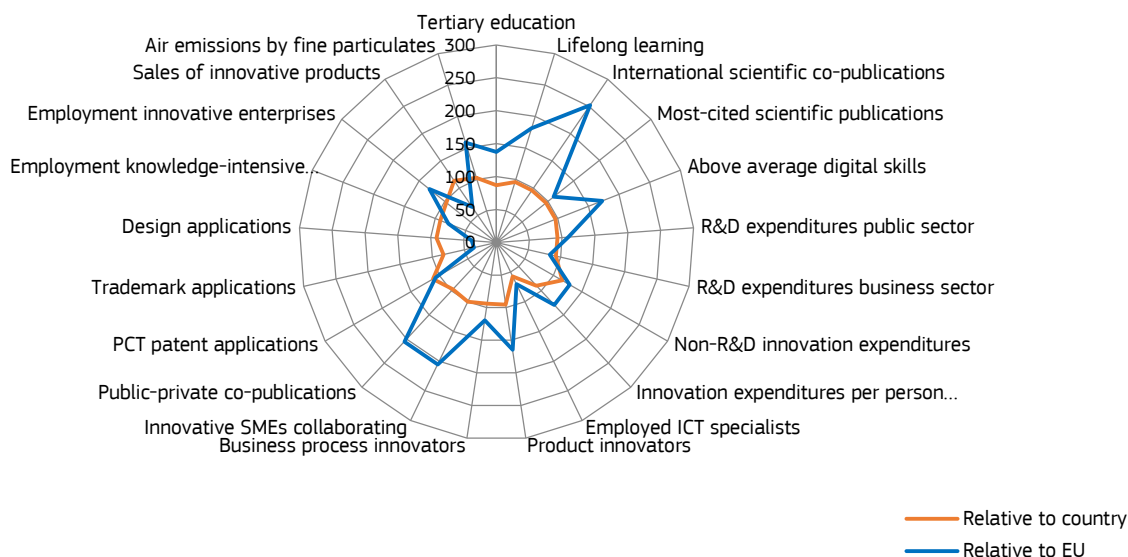 Tertiary education
Lifelong learning
International scientific co-publications
Most-cited scientific publications
Above average digital skills
R&D expenditures public sector
R&D expenditures business sector
Non-R&D innovation expenditures
Innovation expenditures per person...
Employed ICT specialists
Product innovators
Business process innovators
Innovative SMEs collaborating
Public-private co-publications
PCT patent applications
Trademark applications
Design applications
Employment knowledge-intensive...
Employment innovative enterprises
Sales of innovative products
Air emissions by fine particulates
300
250
200
150
100
50
0
Relative to country
Relative to EU